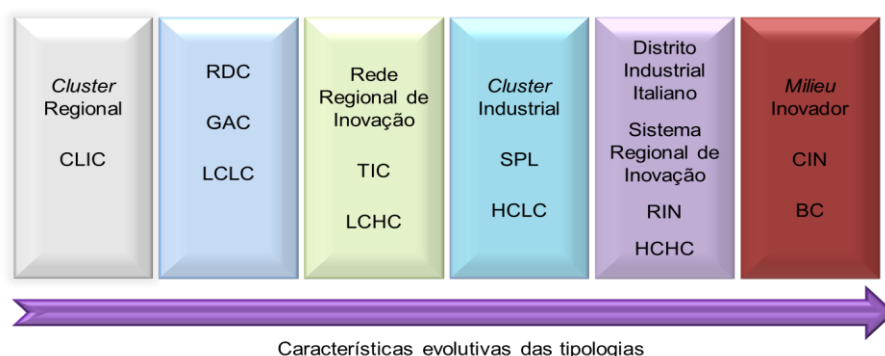 Cluster
Regional
CLIC
RDC
GAC
LCLC
Rede
Regional de
Inovação
TIC
LCHC
Cluster
Industrial
SPL
HCLC
Distrito
Industrial
Italiano
Sistema
Regional de
Inovação
RIN
HCHC
Milieu
Inovador
CIN
BC
Características evolutivas das tipologias